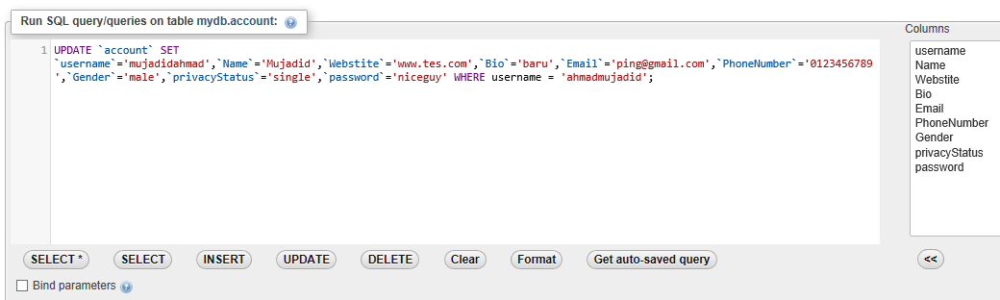 Run SQL query/queries on table mydb.account:
Columns
1 UPDATE `account` SET
`username`='mujadidahmad',`Name`='Mujadid',`Webstite`='www.tes.com',`Bio`='baru',`Email`='ping@gmail.com',`PhoneNumber`='0123456789
',`Gender`='male',`privacyStatus`='single',`password`='niceguy' WHERE username = 'ahmadmujadid';
username
Name
Webstite
Bio
Email
PhoneNumber
Gender
privacyStatus
password
SELECT * SELECT INSERT UPDATE DELETE Clear Format Get auto-saved query <<
Bind parameters